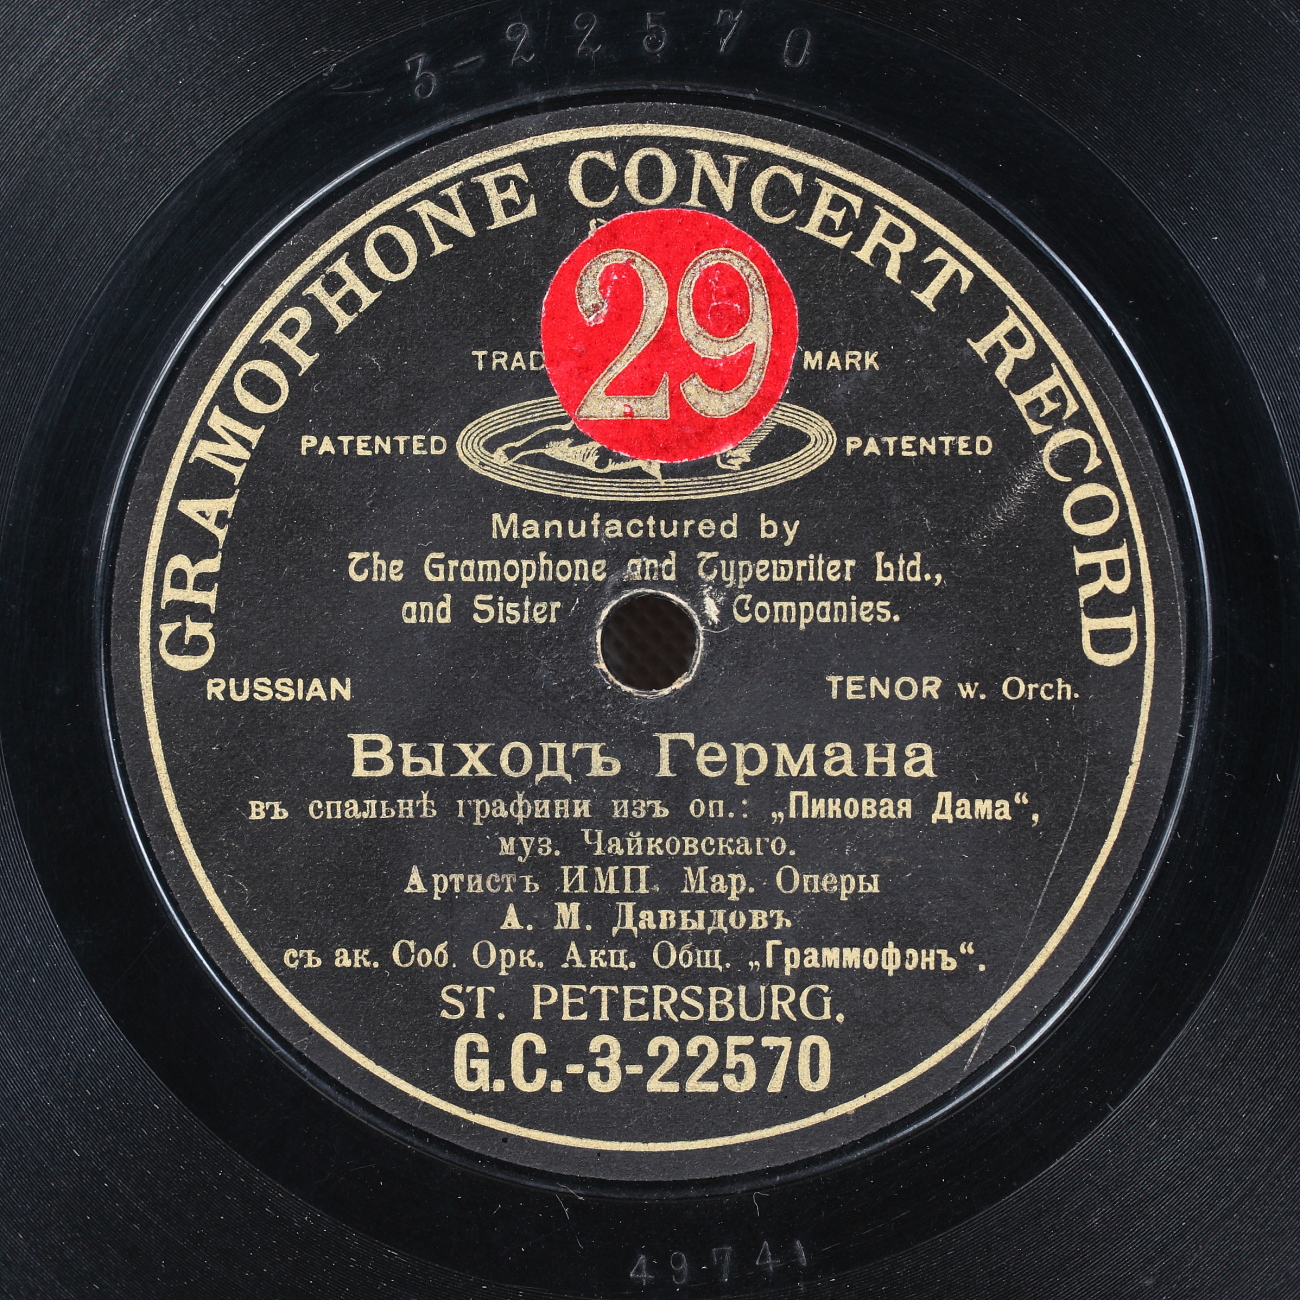 3-22570
GRAMOPHONE CONCERT RECORD
29
TRAD MARK
PATENTED PATENTED
Manufactured by
The Gramophone and Typewriter Ltd.,
and Sister Companies.
RUSSIAN TENOR w. Orch.
Выходъ Германа
въ спальнѣ графини изъ оп.: „Пиковая Дама“,
муз. Чайковскаго.
Артистъ ИМП. Мар. Оперы
А. М. Давыдовъ
съ ак. Соб. Орк. Акц. Общ. „Граммофонъ“.
ST. PETERSBURG.
G.C.-3-22570
49741